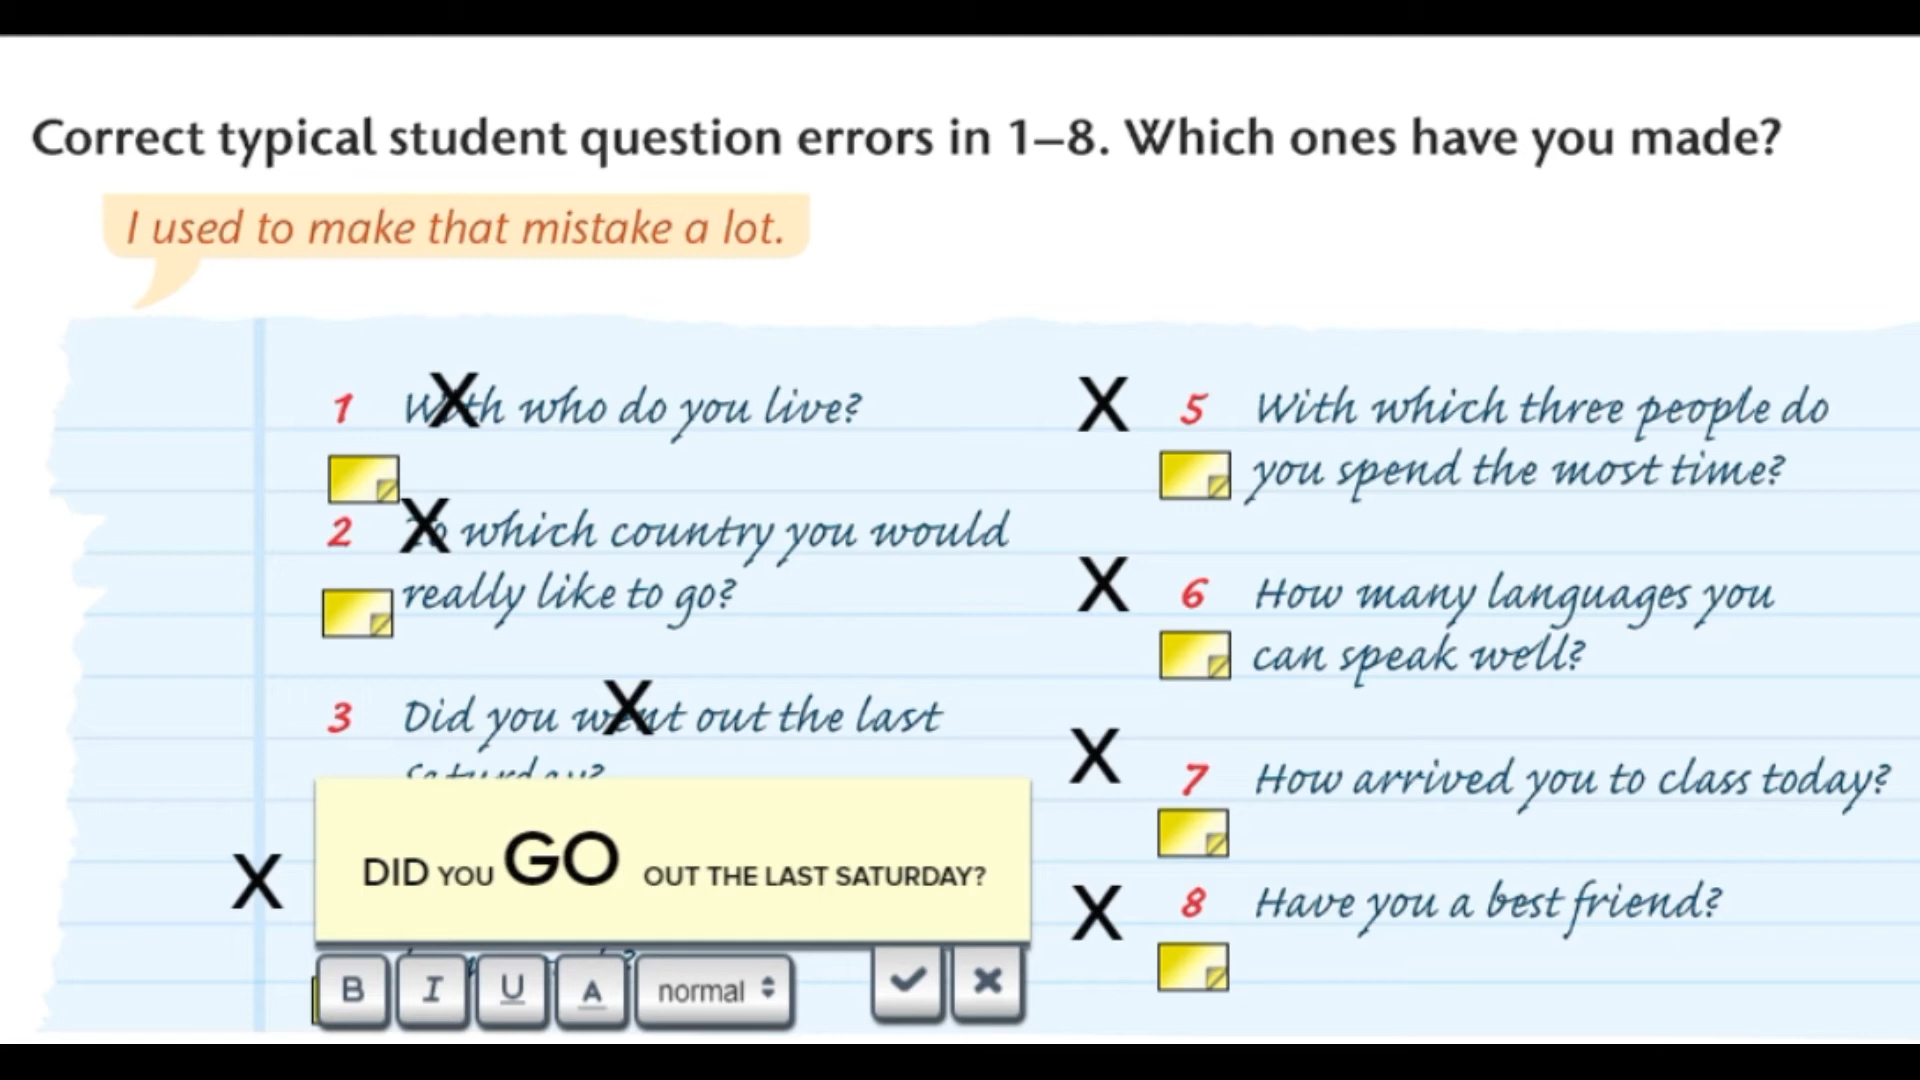 Correct typical student question errors in 1–8. Which ones have you made?
I used to make that mistake a lot.
1 With who do you live?
2 To which country you would
really like to go?
3 Did you went out the last
Saturday?
DID YOU GO OUT THE LAST SATURDAY?
B I U A normal
X
X
X
X
5 With which three people do
you spend the most time?
6 How many languages you
can speak well?
7 How arrived you to class today?
8 Have you a best friend?
X
X
X
X